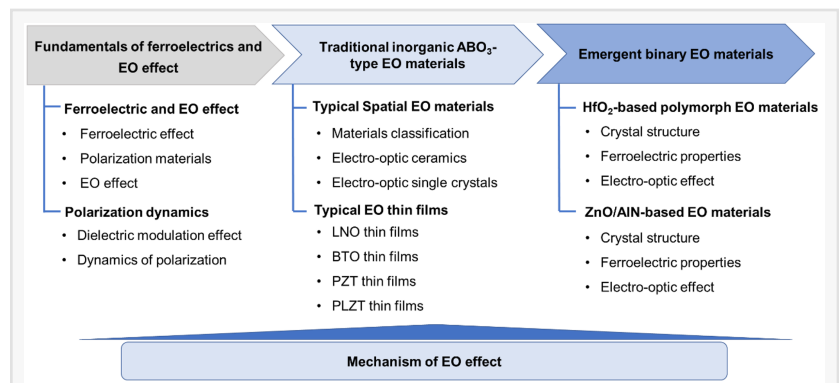 Fundamentals of ferroelectrics and
EO effect
Ferroelectric and EO effect
• Ferroelectric effect
• Polarization materials
• EO effect
Polarization dynamics
• Dielectric modulation effect
• Dynamics of polarization
Traditional inorganic ABO₃-
type EO materials
Typical Spatial EO materials
• Materials classification
• Electro-optic ceramics
• Electro-optic single crystals
Typical EO thin films
• LNO thin films
• BTO thin films
• PZT thin films
• PLZT thin films
Emergent binary EO materials
HfO₂-based polymorph EO materials
• Crystal structure
• Ferroelectric properties
• Electro-optic effect
ZnO/AlN-based EO materials
• Crystal structure
• Ferroelectric properties
• Electro-optic effect
Mechanism of EO effect